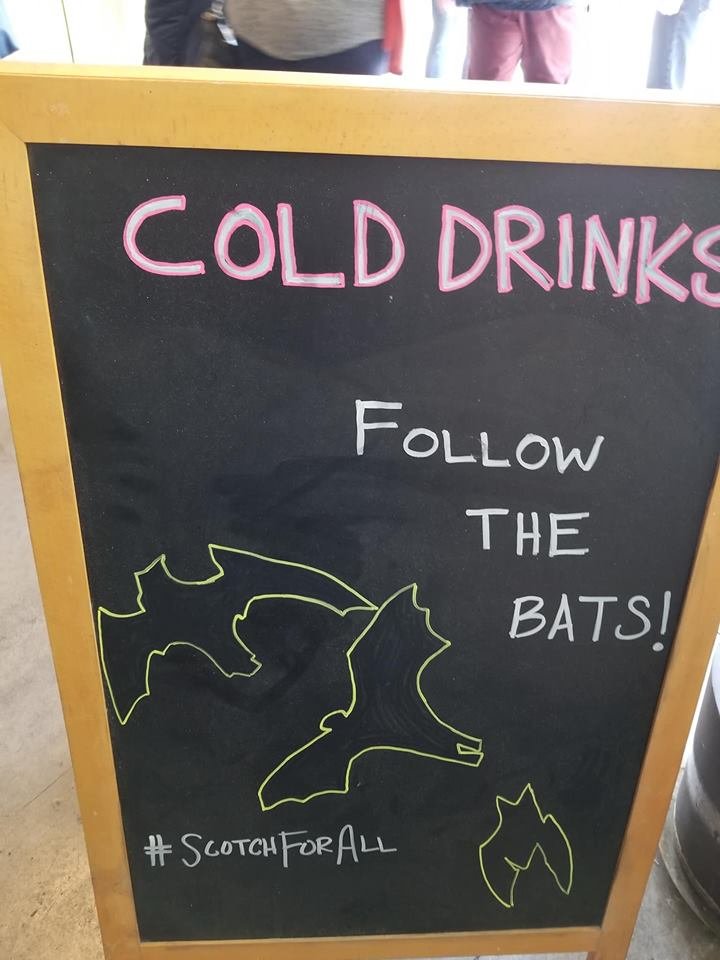 COLD DRINKS
FOLLOW
THE
BATS!
#SCOTCHFORALL